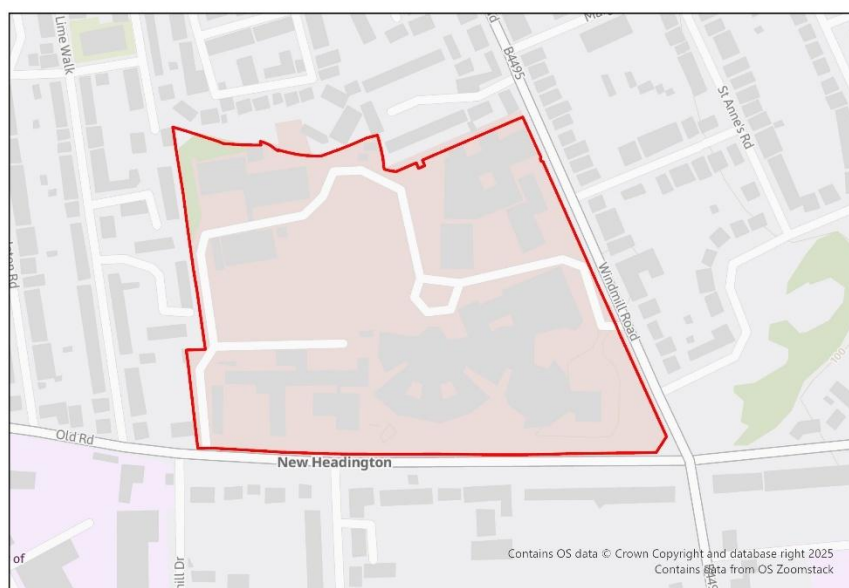 Lime Walk
B4495
St Anne's Rd
Windmill Road
Old Rd
New Headington
Contains OS data © Crown Copyright and database right 2025
Contains data from OS Zoomstack
of